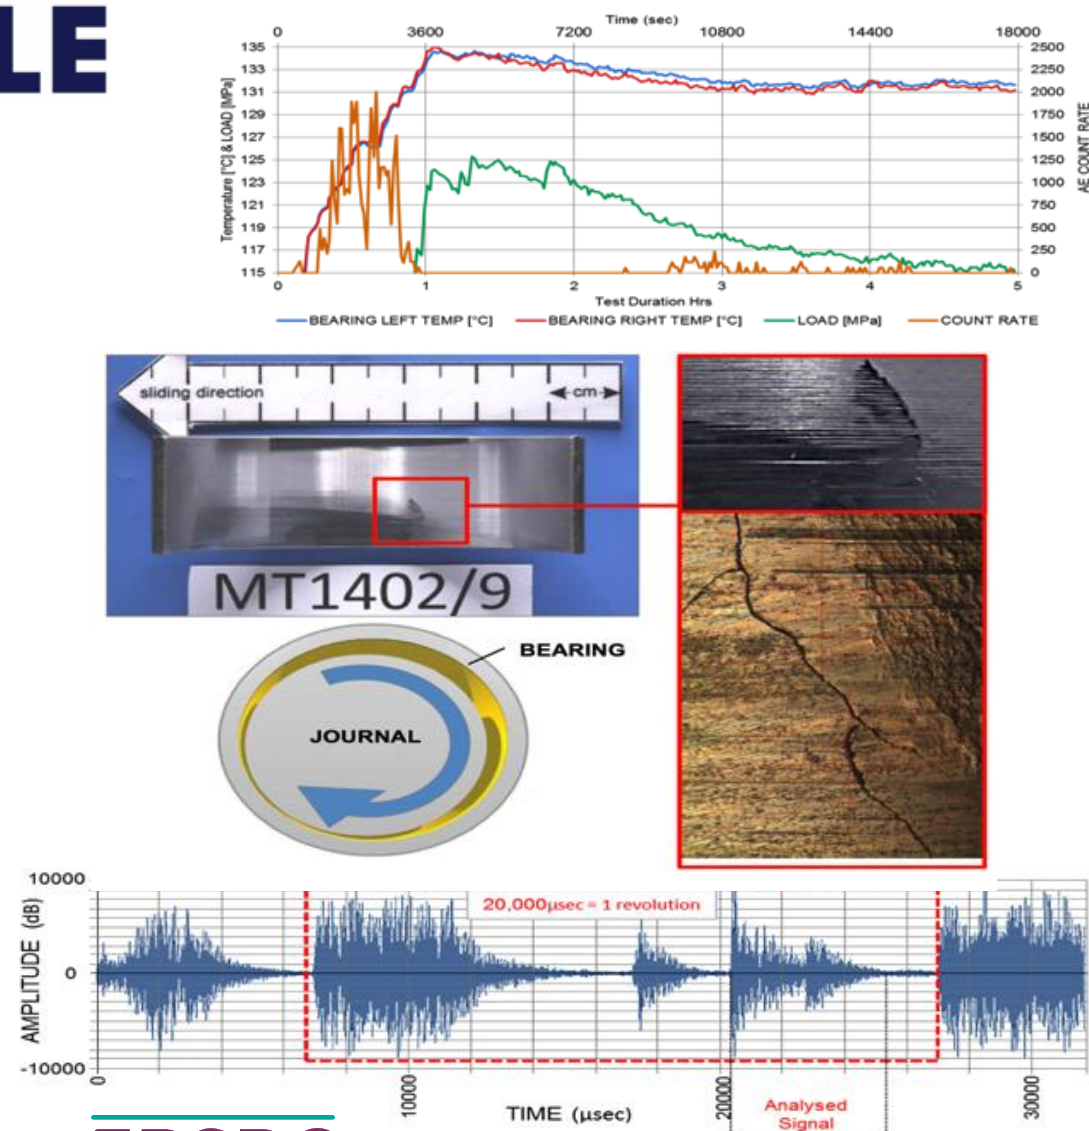 LE
Time (sec)
0 3600 7200 10800 14400 18000
Temperature [°C] & LOAD [MPa]
135
133
131
129
127
125
123
121
119
117
115
2500
2250
2000
1750
1500
1250
1000
750
500
250
0
AE COUNT RATE
0 1 2 3 4 5
Test Duration Hrs
BEARING LEFT TEMP [°C] BEARING RIGHT TEMP [°C] LOAD [MPa] COUNT RATE
sliding direction
cm
MT1402/9
BEARING
JOURNAL
20,000µsec = 1 revolution
AMPLITUDE (dB)
10000
0
-10000
0 10000 20000 30000
TIME (µsec)
Analysed
Signal